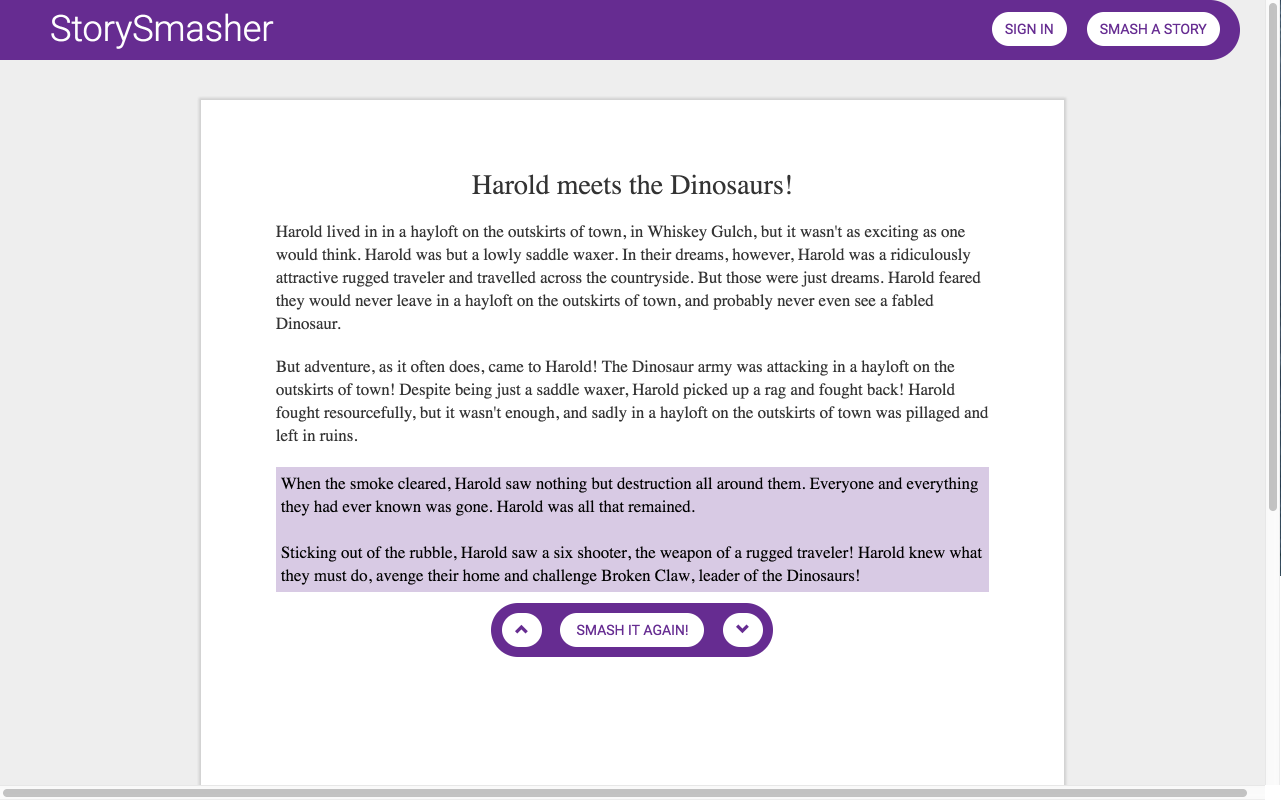 StorySmasher
SIGN IN
SMASH A STORY
Harold meets the Dinosaurs!
Harold lived in in a hayloft on the outskirts of town, in Whiskey Gulch, but it wasn't as exciting as one
would think. Harold was but a lowly saddle waxer. In their dreams, however, Harold was a ridiculously
attractive rugged traveler and travelled across the countryside. But those were just dreams. Harold feared
they would never leave in a hayloft on the outskirts of town, and probably never even see a fabled
Dinosaur.
But adventure, as it often does, came to Harold! The Dinosaur army was attacking in a hayloft on the
outskirts of town! Despite being just a saddle waxer, Harold picked up a rag and fought back! Harold
fought resourcefully, but it wasn't enough, and sadly in a hayloft on the outskirts of town was pillaged and
left in ruins.
When the smoke cleared, Harold saw nothing but destruction all around them. Everyone and everything
they had ever known was gone. Harold was all that remained.
Sticking out of the rubble, Harold saw a six shooter, the weapon of a rugged traveler! Harold knew what
they must do, avenge their home and challenge Broken Claw, leader of the Dinosaurs!
SMASH IT AGAIN!